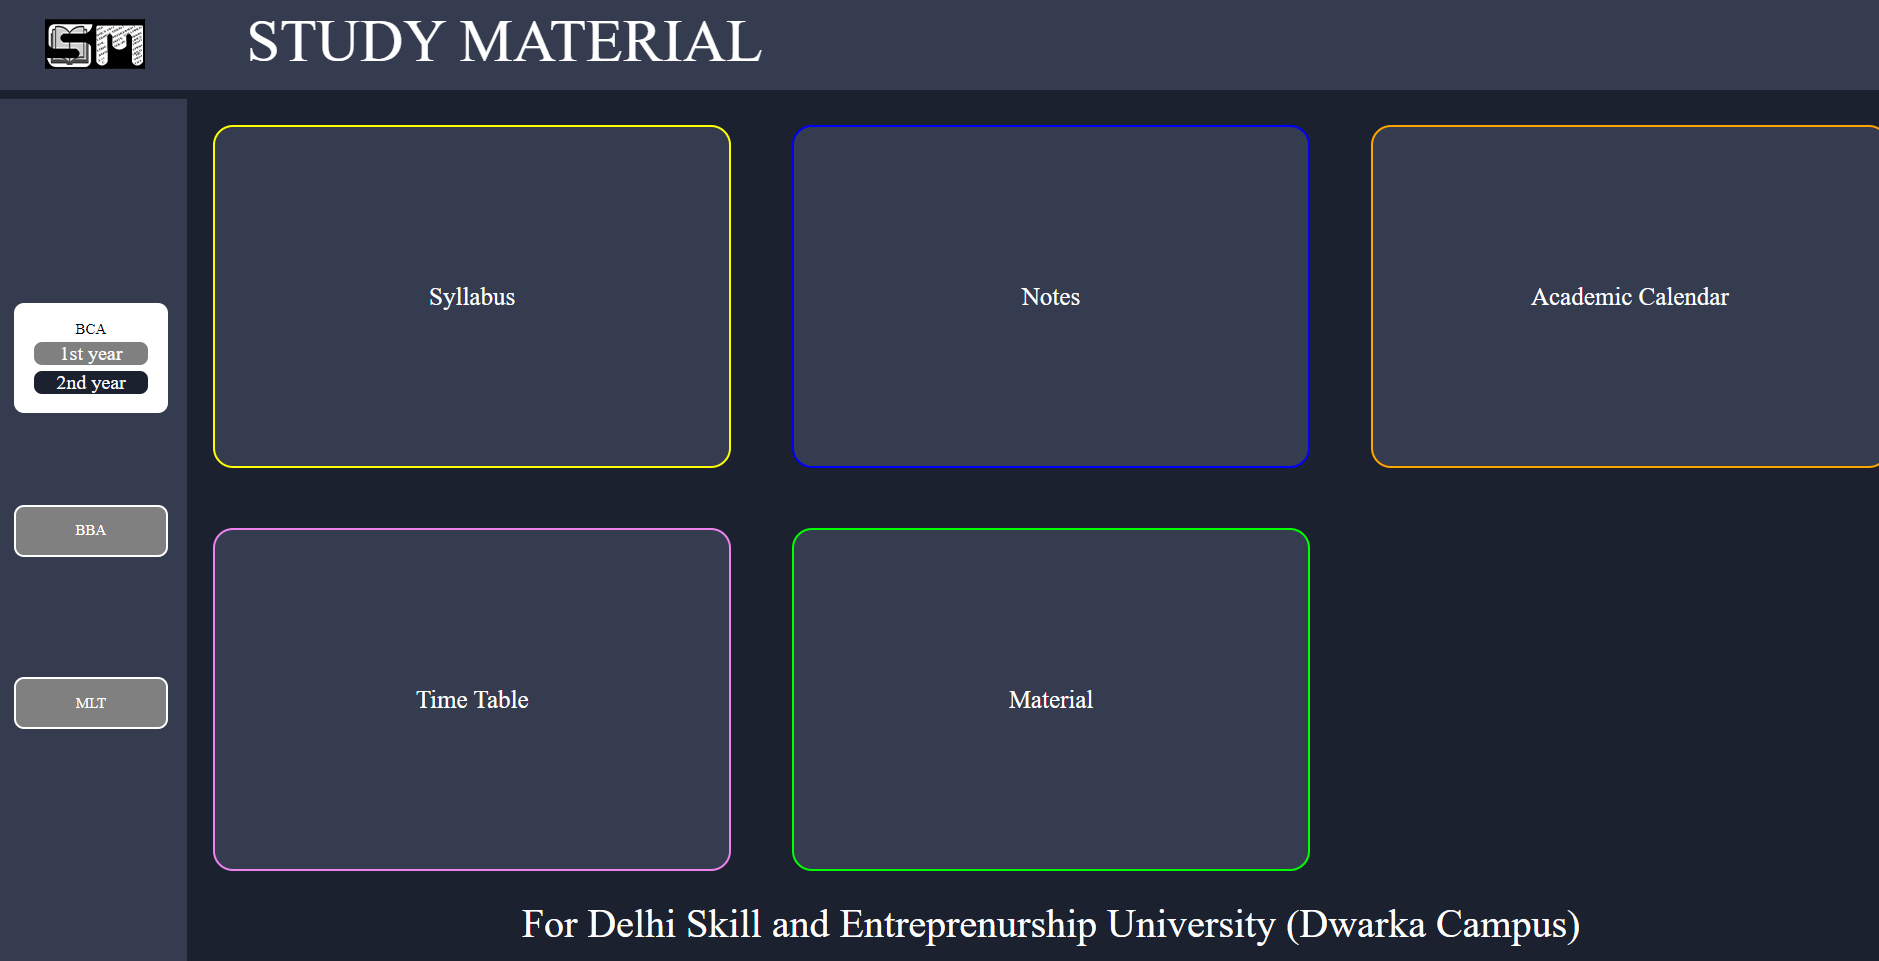 SM
STUDY MATERIAL
BCA
1st year
2nd year
BBA
MLT
Syllabus
Notes
Academic Calendar
Time Table
Material
For Delhi Skill and Entreprenurship University (Dwarka Campus)